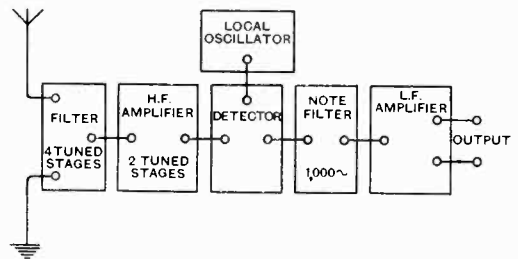 LOCAL
OSCILLATOR
FILTER
4 TUNED
STAGES
H.F.
AMPLIFIER
2 TUNED
STAGES
DETECTOR
NOTE
FILTER
1,000~
L.F.
AMPLIFIER
OUTPUT